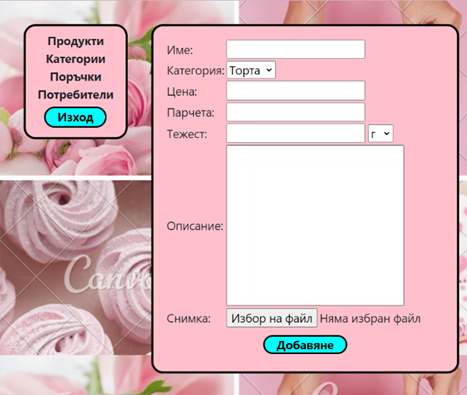 Продукти
Категории
Поръчки
Потребители
Изход
Име:
Категория: Торта
Цена:
Парчета:
Тежест: г
Описание:
Снимка: Избор на файл Няма избран файл
Добавяне
Canva